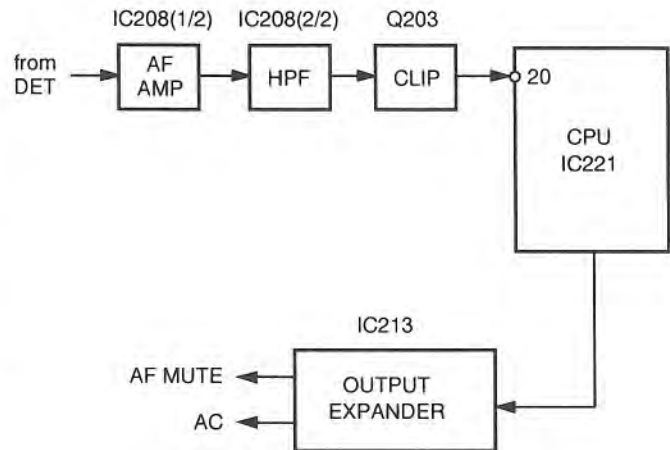 IC208(1/2)
IC208(2/2)
Q203
from
DET
AF
AMP
HPF
CLIP
20
CPU
IC221
IC213
AF MUTE
AC
OUTPUT
EXPANDER